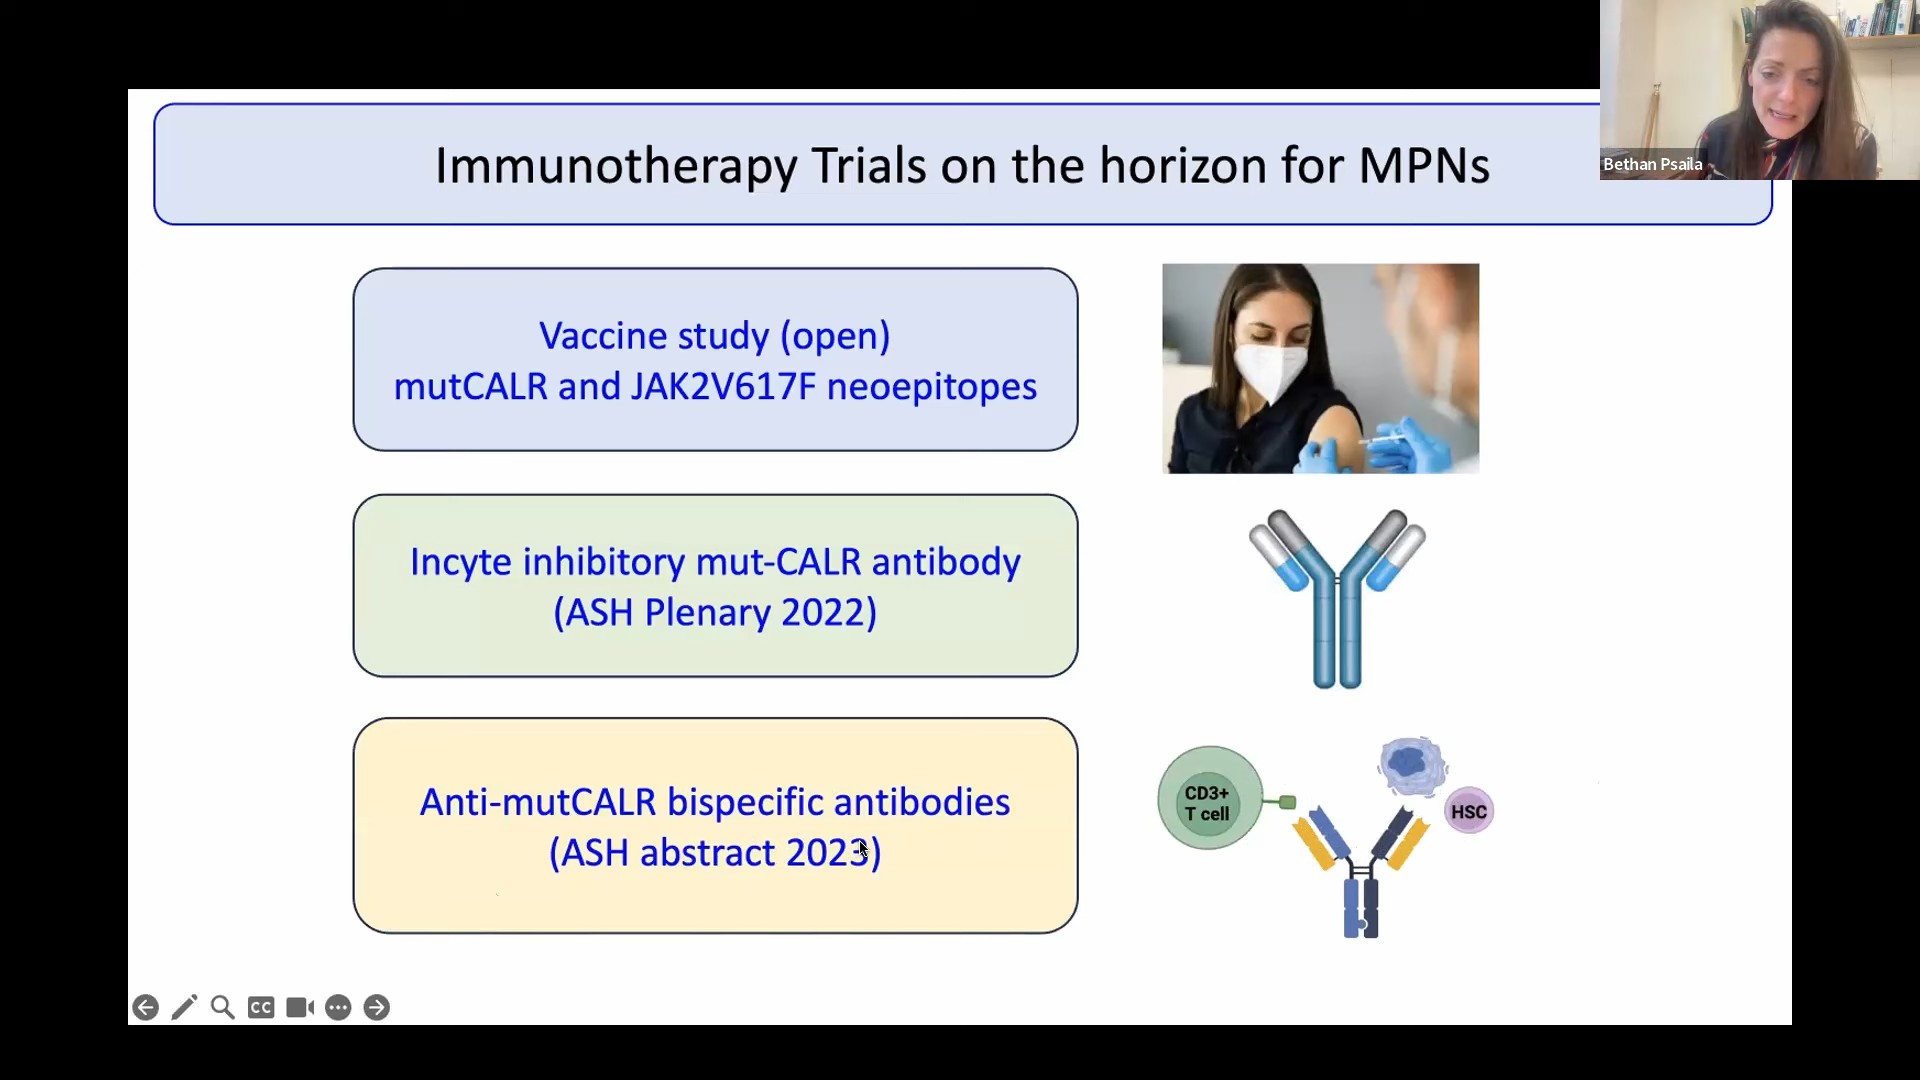 Immunotherapy Trials on the horizon for MPNs
Bethan Psaila
Vaccine study (open)
mutCALR and JAK2V617F neoepitopes
Incyte inhibitory mut-CALR antibody
(ASH Plenary 2022)
Anti-mutCALR bispecific antibodies
(ASH abstract 2023)
CD3+
T cell
HSC
CC